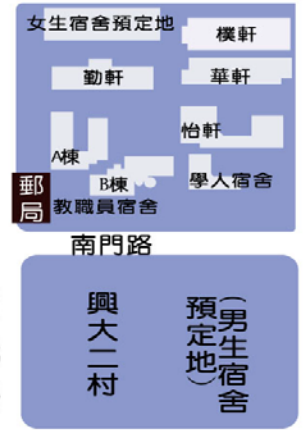 女生宿舍預定地
樸軒
勤軒
華軒
怡軒
A棟
B棟
學人宿舍
郵局
教職員宿舍
南門路
興大二村
(男生宿舍
預定地)